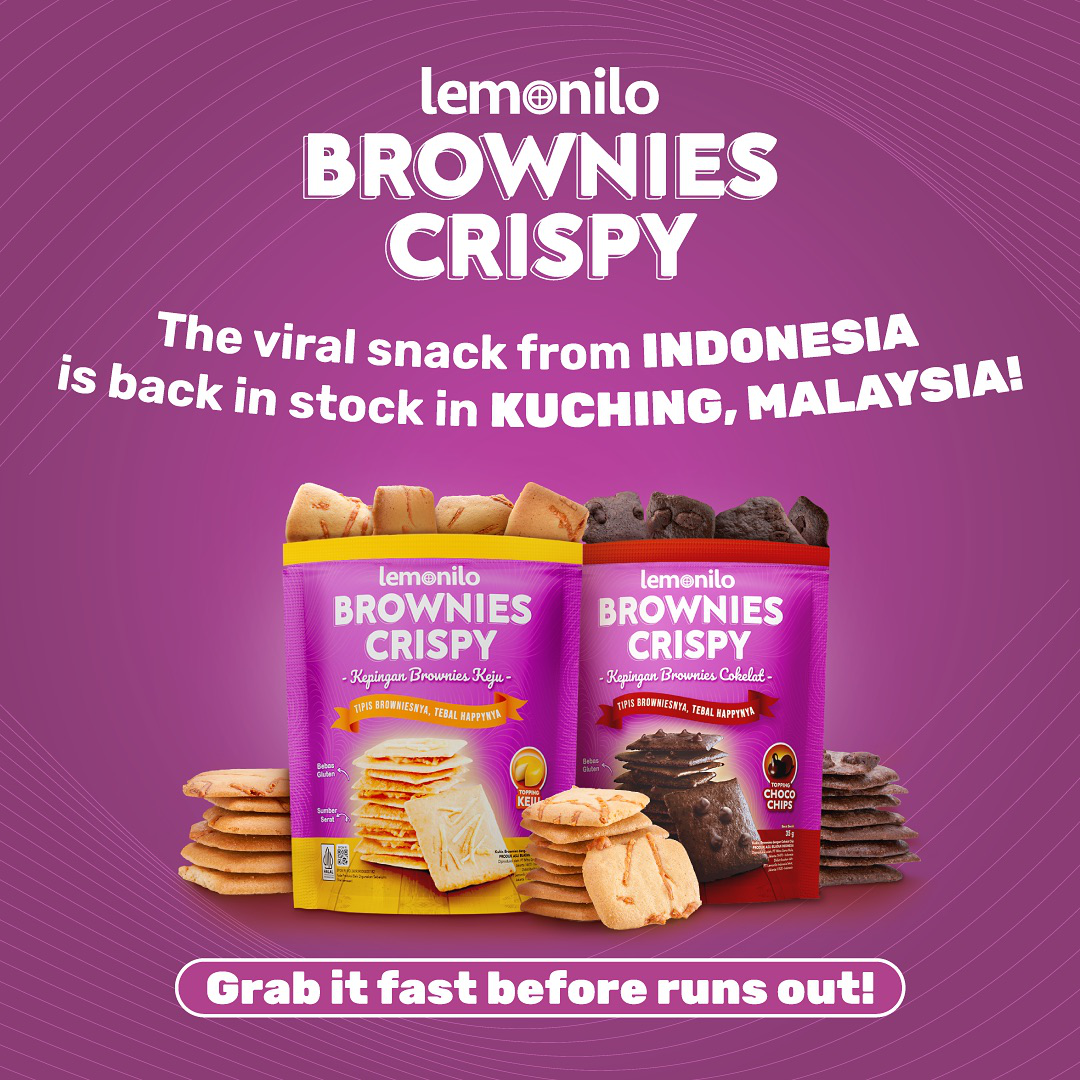 lemonilo
BROWNIES
CRISPY
The viral snack from INDONESIA
is back in stock in KUCHING, MALAYSIA!
lemonilo
BROWNIES
CRISPY
- Kepingan Brownies Keju -
TIPIS BROWNIESNYA, TEBAL HAPPYNYA
Bebas
Gluten
Sumber
Serat
TOPPING
KEJU
HALAL
lemonilo
BROWNIES
CRISPY
- Kepingan Brownies Cokelat -
TIPIS BROWNIESNYA, TEBAL HAPPYNYA
Bebas
Gluten
TOPPING
CHOCO
CHIPS
35 g
Grab it fast before runs out!